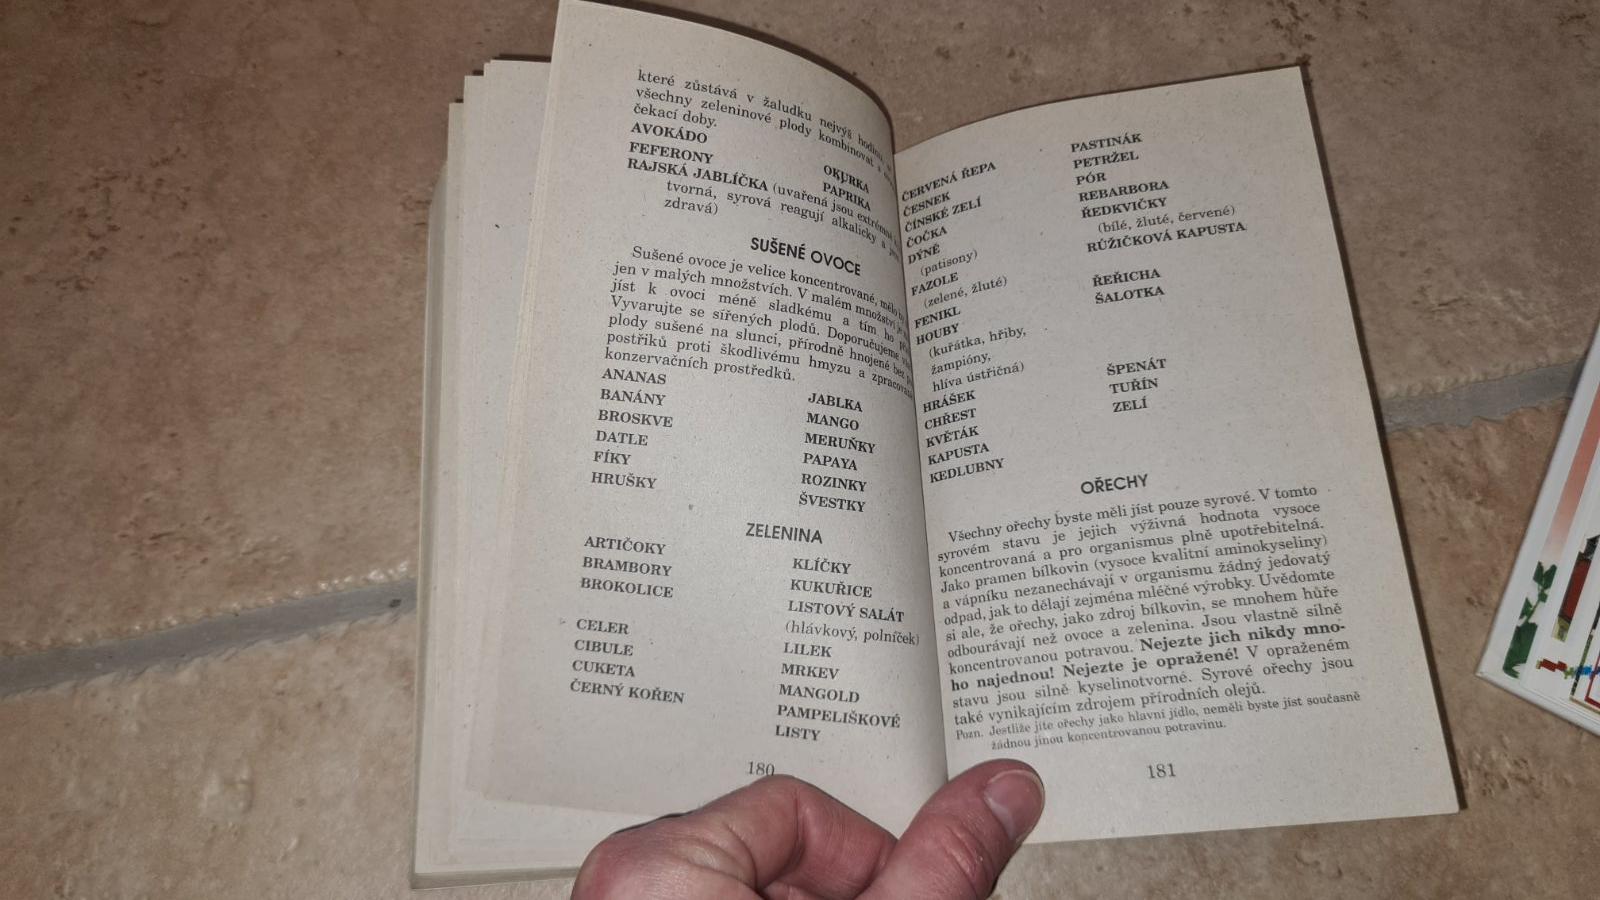 které zůstává v žaludku nejvýš hodinu,
všechny zeleninové plody kombinovat s
čekací doby.
AVOKÁDO
FEFERONY
RAJSKÁ JABLÍČKA (uvařená jsou extrémně
tvorná, syrová reagují alkalicky a
zdravá)
OKURKA
PAPRIKA
SUŠENÉ OVOCE
Sušené ovoce je velice koncentrované, mělo by
jen v malých množstvích. V malém množství je
jíst k ovoci méně sladkému a tím ho
Vyvarujte se sířených plodů. Doporučujeme
plody sušené na slunci, přírodně hnojené bez
postřiků proti škodlivému hmyzu a zpracované
konzervačních prostředků.
ANANAS
BANÁNY
BROSKVE
DATLE
FÍKY
HRUŠKY
JABLKA
MANGO
MERUŇKY
PAPAYA
ROZINKY
ŠVESTKY
ZELENINA
ARTIČOKY
BRAMBORY
BROKOLICE
CELER
CIBULE
CUKETA
ČERNÝ KOŘEN
KLÍČKY
KUKUŘICE
LISTOVÝ SALÁT
(hlávkový, polníček)
LILEK
MRKEV
MANGOLD
PAMPELIŠKOVÉ
LISTY
180
ČERVENÁ ŘEPA
ČESNEK
ČÍNSKÉ ZELÍ
ČOČKA
DÝNĚ
(patisony)
FAZOLE
(zelené, žluté)
FENIKL
HOUBY
(kuřátka, hřiby,
žampióny,
hlíva ústřičná)
HRÁŠEK
CHŘEST
KVĚTÁK
KAPUSTA
KEDLUBNY
PASTINÁK
PETRŽEL
PÓR
REBARBORA
ŘEDKVIČKY
(bílé, žluté, červené)
RŮŽIČKOVÁ KAPUSTA
ŘEŘICHA
ŠALOTKA
ŠPENÁT
TUŘÍN
ZELÍ
OŘECHY
Všechny ořechy byste měli jíst pouze syrové. V tomto
syrovém stavu je jejich výživná hodnota vysoce
koncentrovaná a pro organismus plně upotřebitelná.
Jako pramen bílkovin (vysoce kvalitní aminokyseliny)
a vápníku nezanechávají v organismu žádný jedovatý
odpad, jak to dělají zejména mléčné výrobky. Uvědomte
si ale, že ořechy, jako zdroj bílkovin, se mnohem hůře
odbourávají než ovoce a zelenina. Jsou vlastně silně
koncentrovanou potravou. Nejezte jich nikdy mno-
ho najednou! Nejezte je opražené! V opraženém
stavu jsou silně kyselinotvorné. Syrové ořechy jsou
také vynikajícím zdrojem přírodních olejů.
Pozn. Jestliže jíte ořechy jako hlavní jídlo, neměli byste jíst současně
žádnou jinou koncentrovanou potravinu.
181